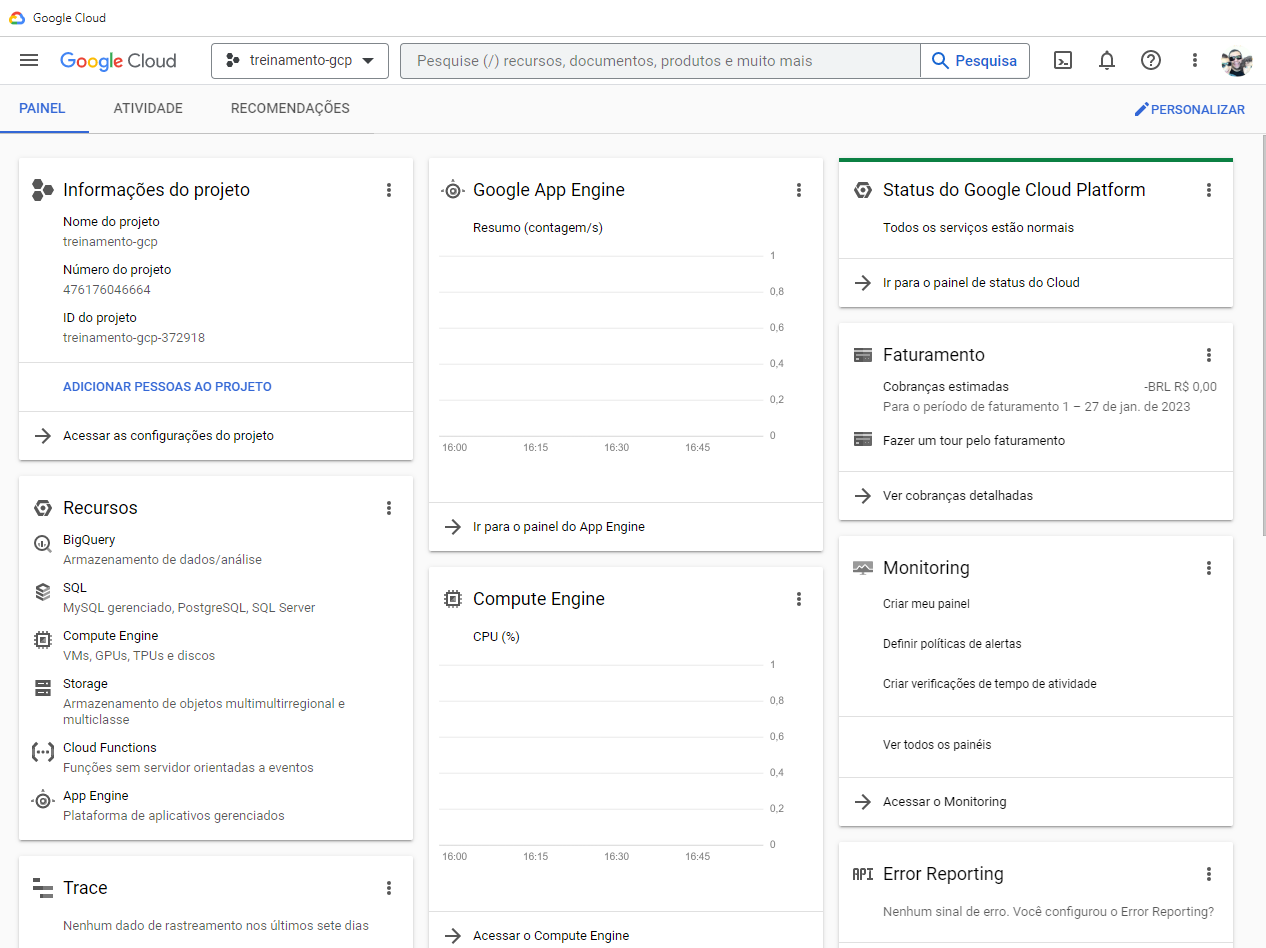 Google Cloud
Google Cloud
treinamento-gcp
Pesquise (/) recursos, documentos, produtos e muito mais
Pesquisa
PAINEL
ATIVIDADE
RECOMENDAÇÕES
PERSONALIZAR
Informações do projeto
Nome do projeto
treinamento-gcp
Número do projeto
476176046664
ID do projeto
treinamento-gcp-372918
ADICIONAR PESSOAS AO PROJETO
Acessar as configurações do projeto
Recursos
BigQuery
Armazenamento de dados/análise
SQL
MySQL gerenciado, PostgreSQL, SQL Server
Compute Engine
VMs, GPUs, TPUs e discos
Storage
Armazenamento de objetos multimultirregional e
multiclasse
Cloud Functions
Funções sem servidor orientadas a eventos
App Engine
Plataforma de aplicativos gerenciados
Trace
Nenhum dado de rastreamento nos últimos sete dias
Google App Engine
Resumo (contagem/s)
1
0,8
0,6
0,4
0,2
0
16:00 16:15 16:30 16:45
Ir para o painel do App Engine
Compute Engine
CPU (%)
1
0,8
0,6
0,4
0,2
0
16:00 16:15 16:30 16:45
Acessar o Compute Engine
Status do Google Cloud Platform
Todos os serviços estão normais
Ir para o painel de status do Cloud
Faturamento
Cobranças estimadas -BRL R$ 0,00
Para o período de faturamento 1 – 27 de jan. de 2023
Fazer um tour pelo faturamento
Ver cobranças detalhadas
Monitoring
Criar meu painel
Definir políticas de alertas
Criar verificações de tempo de atividade
Ver todos os painéis
Acessar o Monitoring
API Error Reporting
Nenhum sinal de erro. Você configurou o Error Reporting?